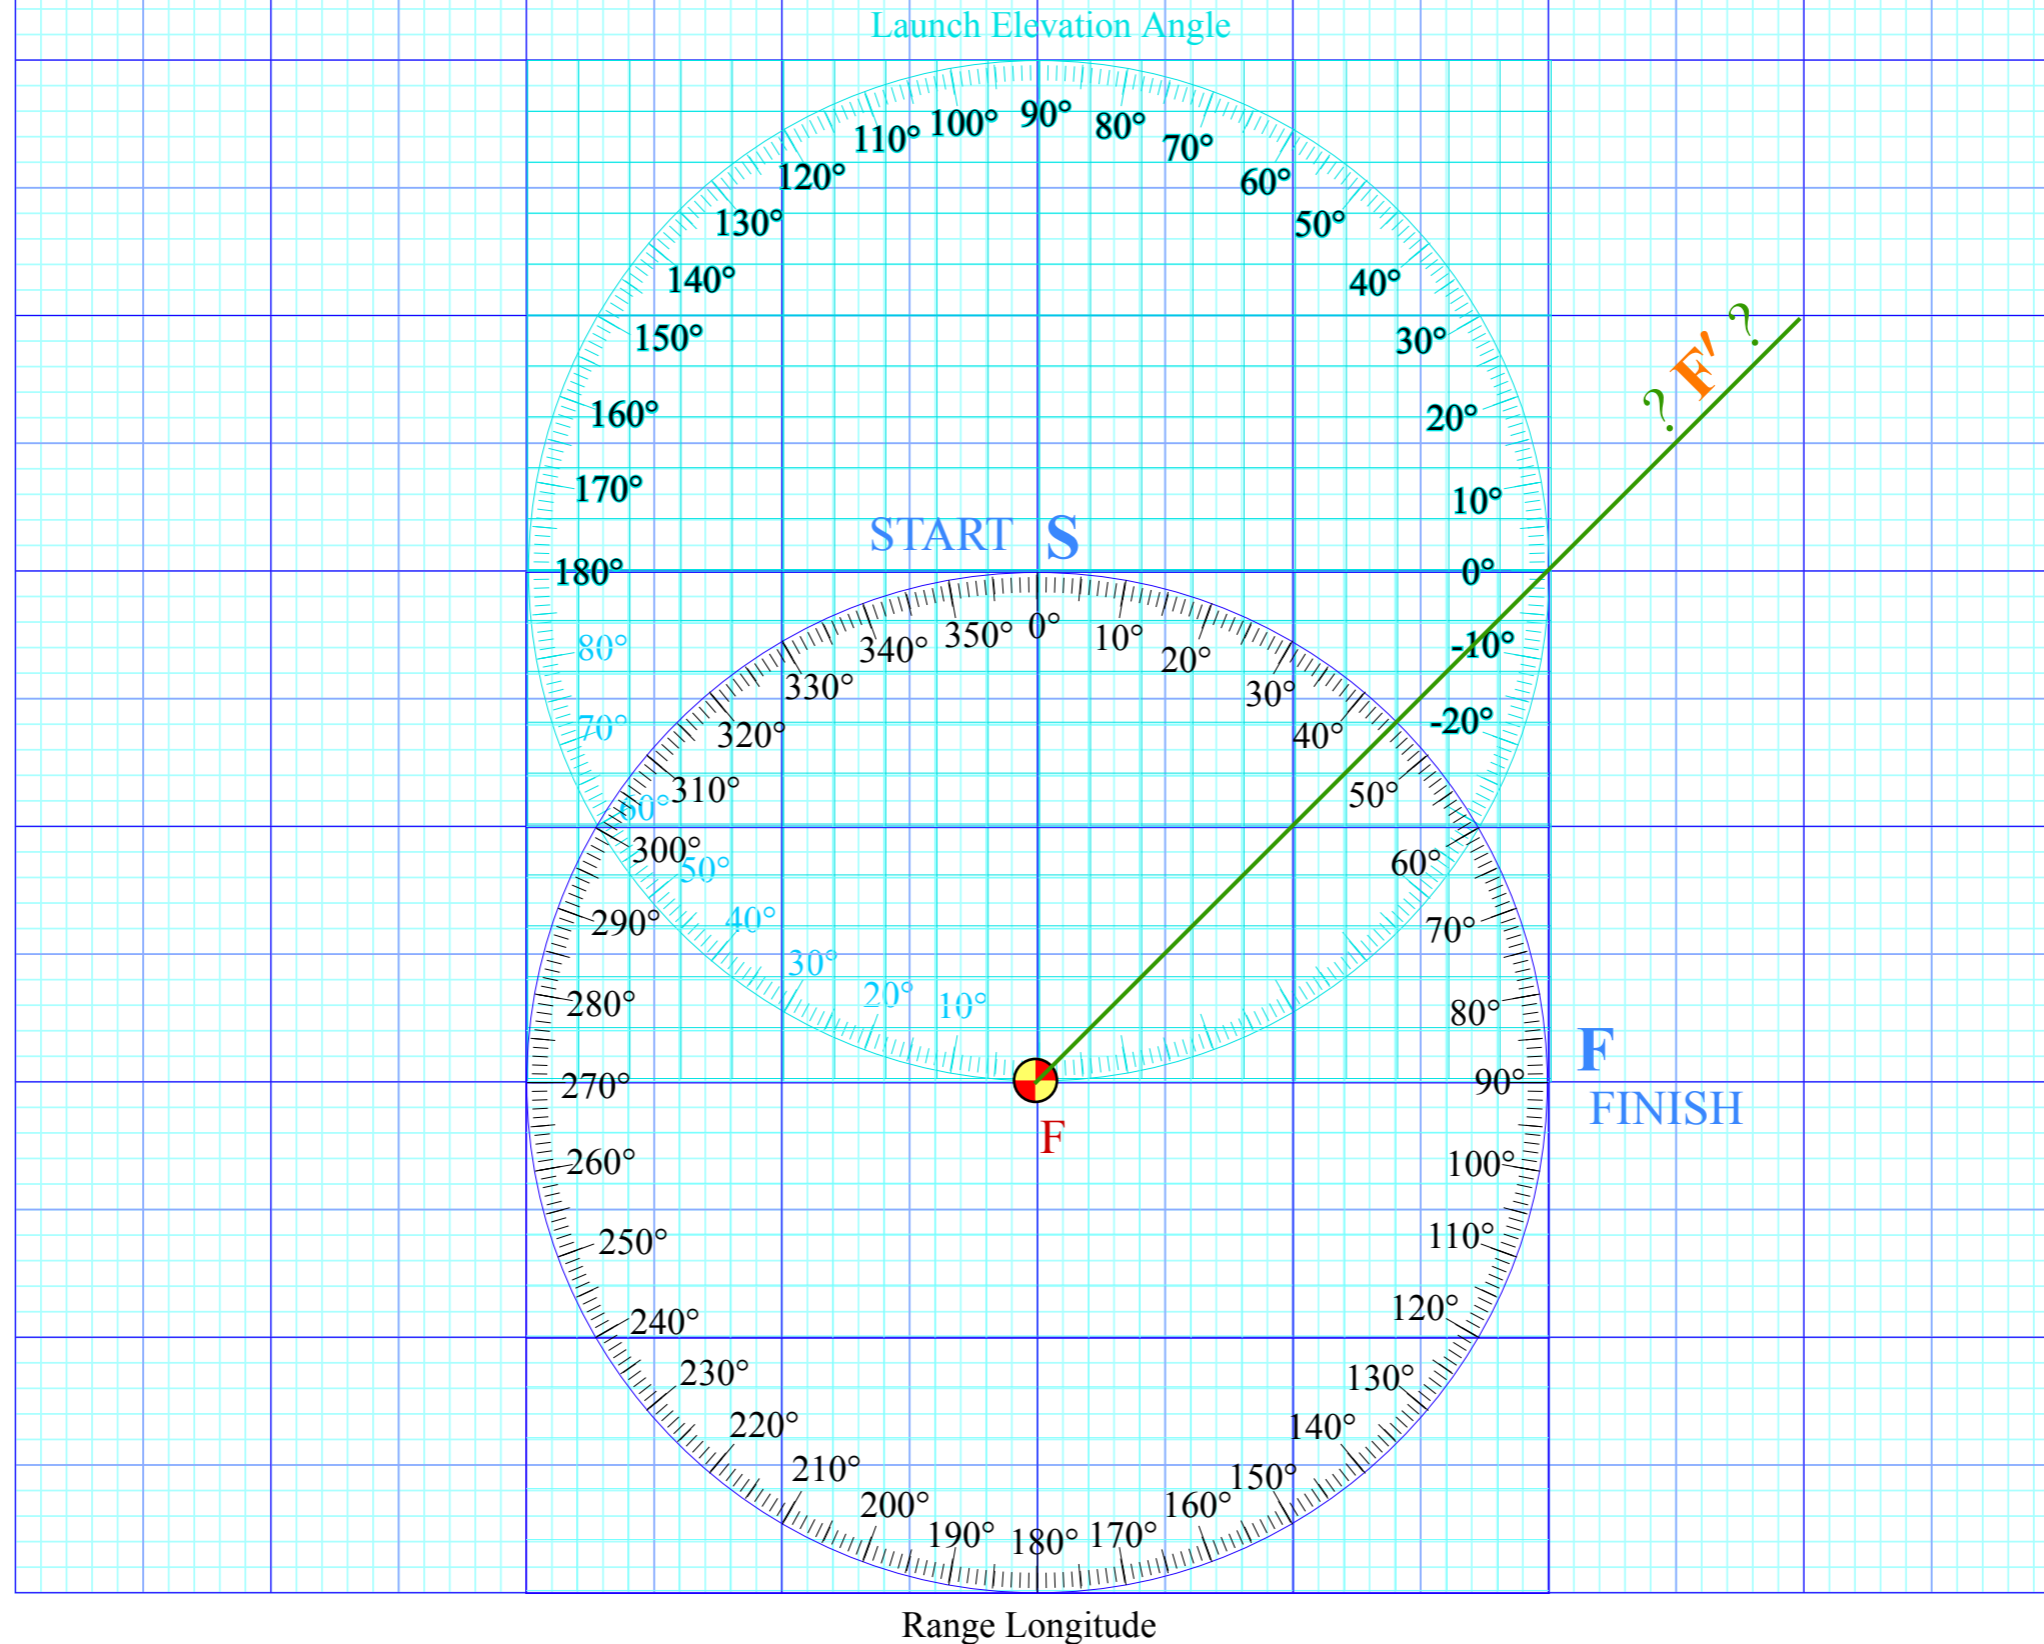 Launch Elevation Angle
110° 100° 90° 80° 70°
120° 60°
130° 50°
140° 40°
150° 30°
? F' ?
160° 20°
170° 10°
START S
180° 0°
80° 340° 350° 0° 10° 20° -10°
330° 30°
70° 320° 40° -20°
60° 310° 50°
300° 60°
50°
290° 40° 70°
30°
280° 20° 10° 80°
F
270° 90°
FINISH
F
260° 100°
250° 110°
240° 120°
230° 130°
220° 140°
210° 150°
200° 160°
190° 180° 170°
Range Longitude